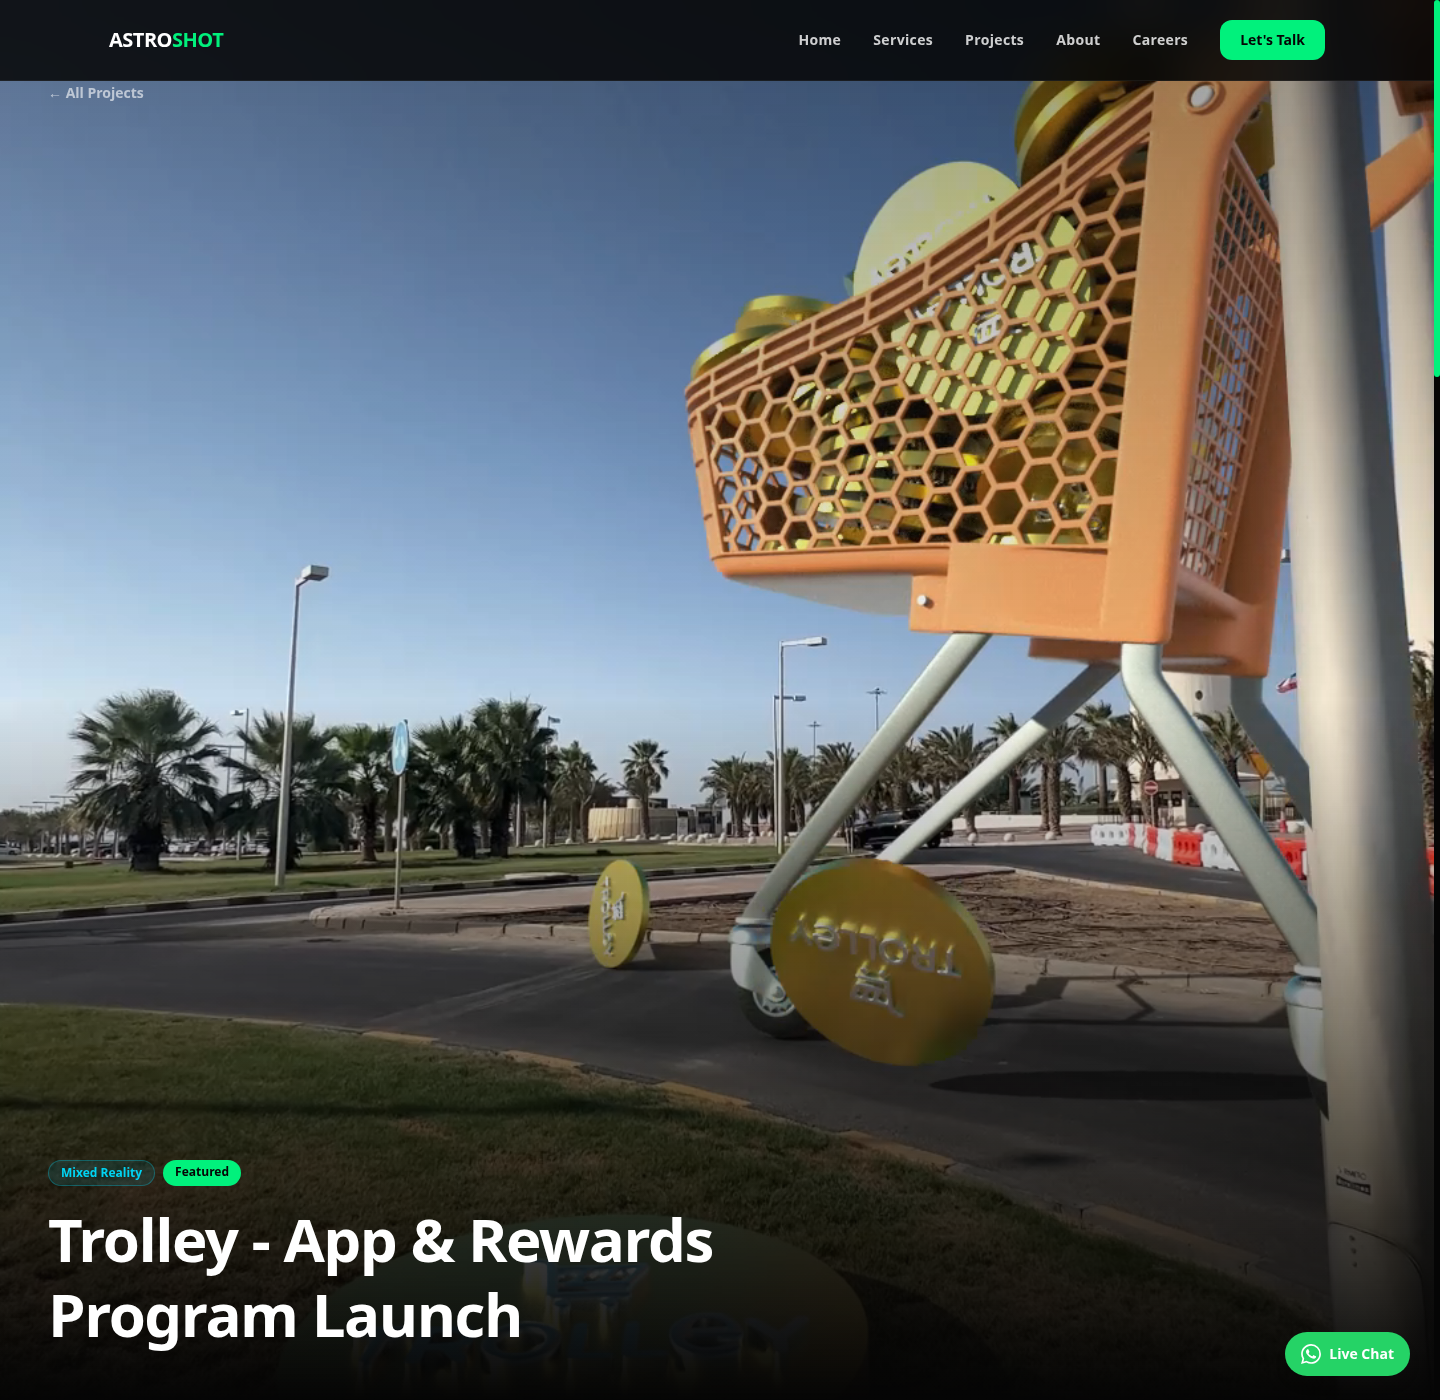 ASTROSHOT
Home
Services
Projects
About
Careers
Let's Talk
← All Projects
TROLLEY
TROLLEY
Mixed Reality
Featured
Trolley - App & Rewards
Program Launch
TROLLEY
Live Chat